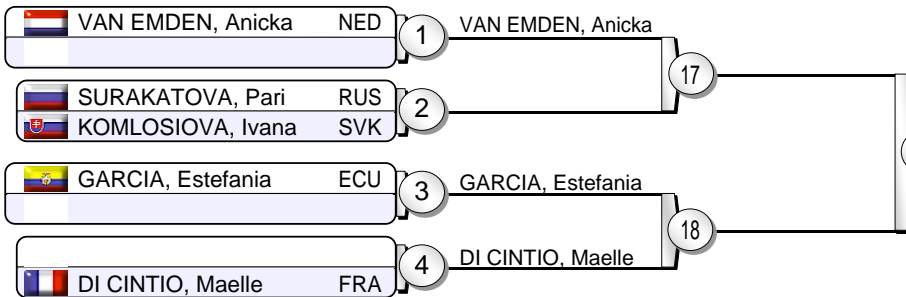 VAN EMDEN, Anicka NED
1
VAN EMDEN, Anicka
17
SURAKATOVA, Pari RUS
KOMLOSIOVA, Ivana SVK
2
GARCIA, Estefania ECU
3
GARCIA, Estefania
18
4
DI CINTIO, Maelle
DI CINTIO, Maelle FRA